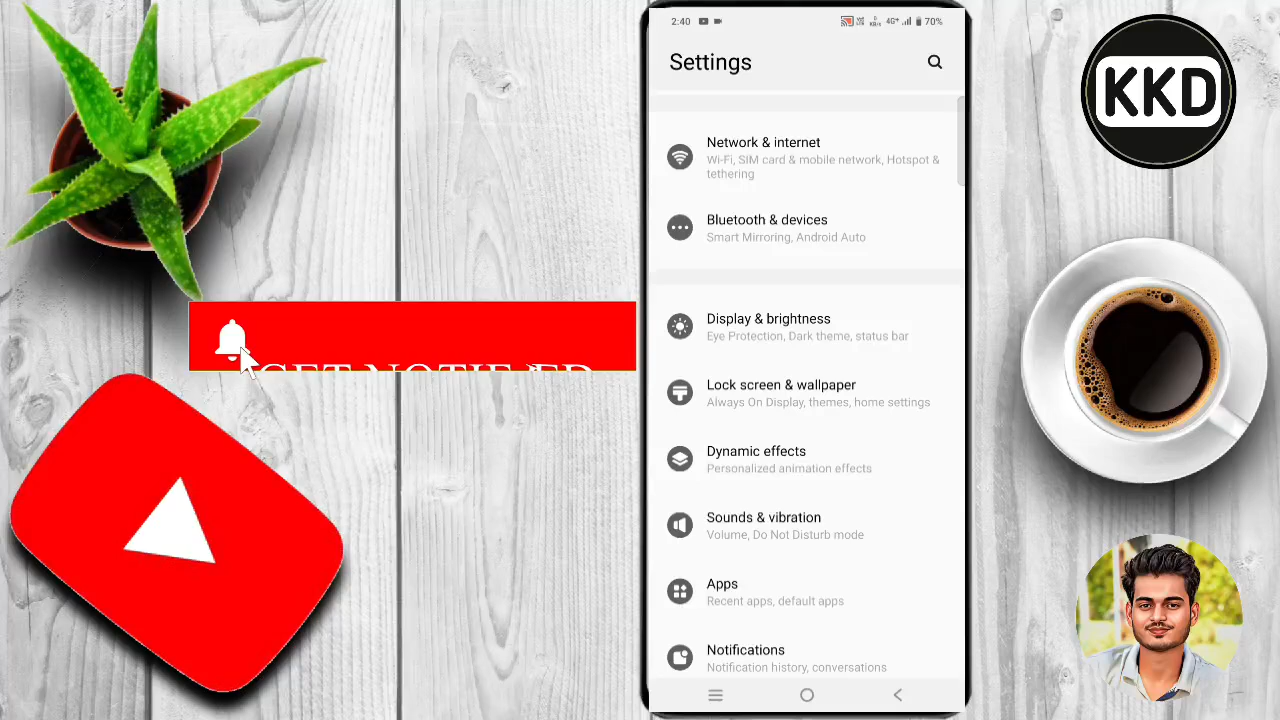 2:40
4G+
70%
Settings
Network & internet
Wi-Fi, SIM card & mobile network, Hotspot &
tethering
Bluetooth & devices
Smart Mirroring, Android Auto
Display & brightness
Eye Protection, Dark theme, status bar
Lock screen & wallpaper
Always On Display, themes, home settings
Dynamic effects
Personalized animation effects
Sounds & vibration
Volume, Do Not Disturb mode
Apps
Recent apps, default apps
Notifications
Notification history, conversations
GET NOTIFIED
KKD